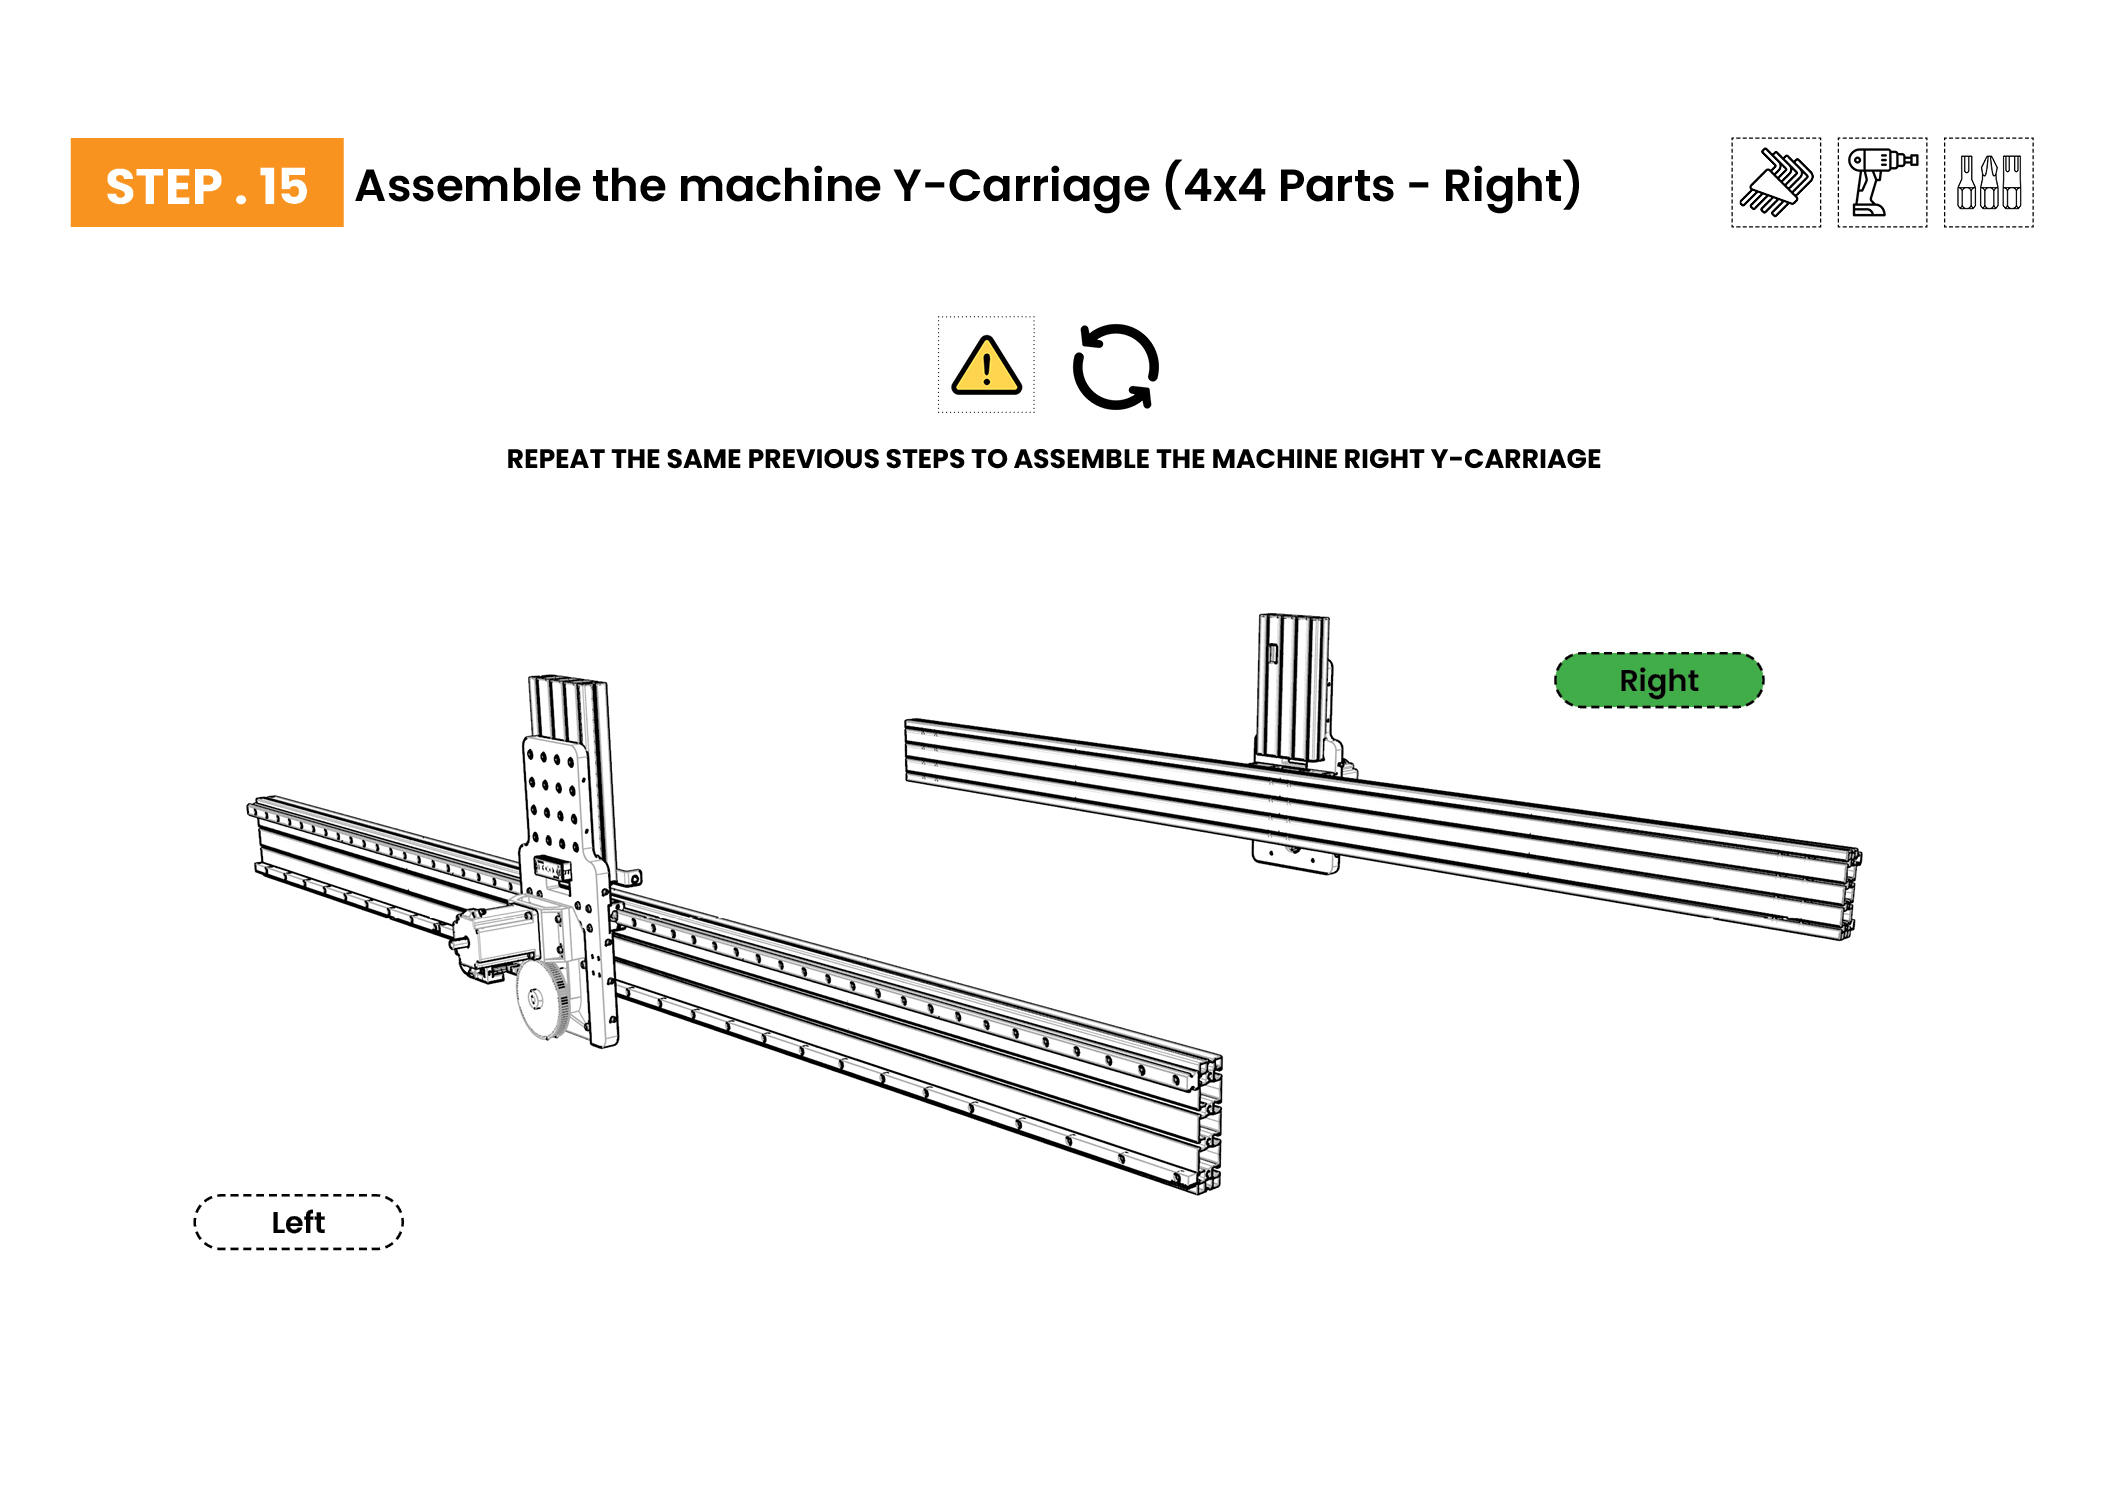 STEP . 15 Assemble the machine Y-Carriage (4x4 Parts - Right)
REPEAT THE SAME PREVIOUS STEPS TO ASSEMBLE THE MACHINE RIGHT Y-CARRIAGE
Right
Left